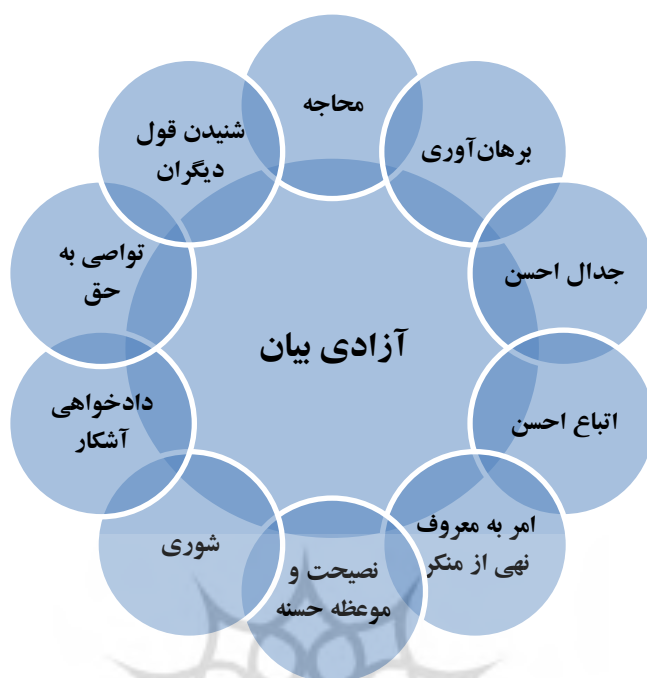 محاجه
برهان‌آوری
جدال احسن
اتباع احسن
امر به معروف
نهی از منکر
نصیحت و
موعظه حسنه
شوری
دادخواهی
آشکار
تواصی به
حق
شنیدن قول
دیگران
آزادی بیان